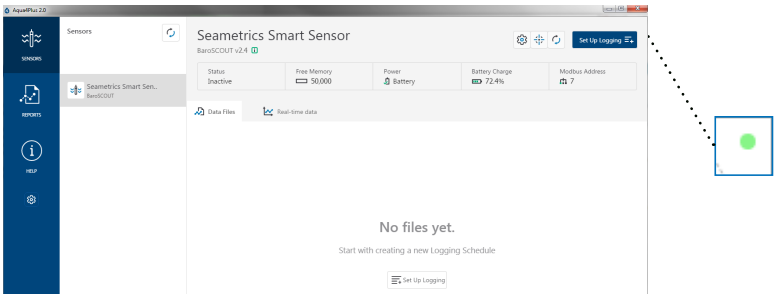 Aqua4Plus 2.0
SENSORS
REPORTS
HELP
Sensors
Seametrics Smart Sen..
BaroSCOUT
Seametrics Smart Sensor
BaroSCOUT v2.4
Set Up Logging
Status
Inactive
Free Memory
50,000
Power
Battery
Battery Charge
72.4%
Modbus Address
7
Data Files
Real-time data
No files yet.
Start with creating a new Logging Schedule
Set Up Logging